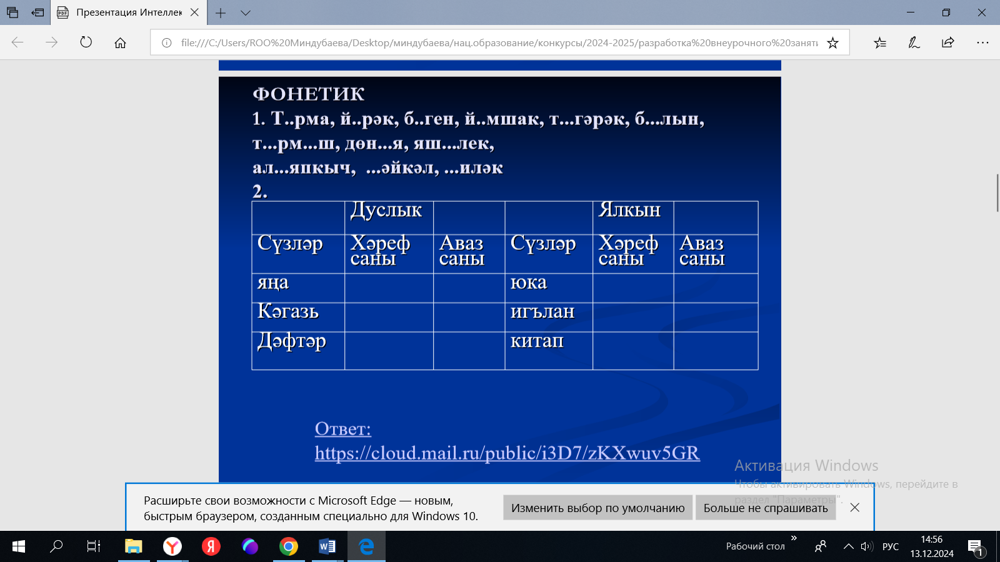 Презентация Интеллек
file:///C:/Users/ROO%20Миндубаева/Desktop/миндубаева/нац.образование/конкурсы/2024-2025/разработка%20внеурочного%20заняти
ФОНЕТИК
1. Т..рма, й..рәк, б..ген, й..мшак, т...гәрәк, б...лын,
т...рм...ш, дөн...я, яш...лек,
ал...япкыч, ...әйкәл, ...иләк
2.
Дуслык Ялкын
Сүзләр Хәреф саны Аваз саны Сүзләр Хәреф саны Аваз саны
яңа юка
Кәгазь игълан
Дәфтәр китап
Ответ:
https://cloud.mail.ru/public/i3D7/zKXwuv5GR
Активация Windows
Чтобы активировать Windows, перейдите в
раздел "Параметры".
Расширьте свои возможности с Microsoft Edge — новым,
быстрым браузером, созданным специально для Windows 10.
Изменить выбор по умолчанию
Больше не спрашивать
Рабочий стол
РУС
14:56
13.12.2024
1